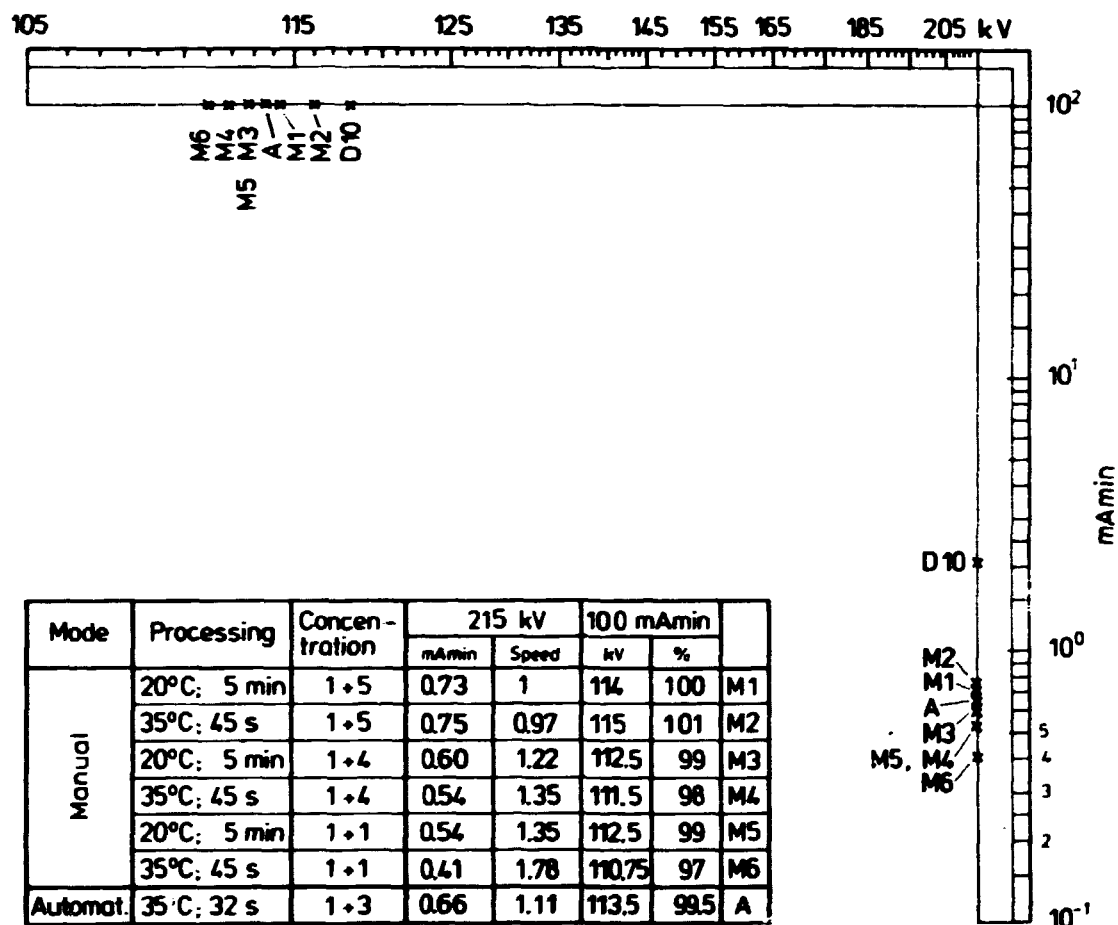 105 115 125 135 145 155 165 185 205 kV
M6 M4 M3 A M1 M2 D10
M5
10²
10¹
mAmin
D10
10⁰
M2
M1
A
M3
M5, M4
M6
5
4
3
2
10⁻¹
Mode Processing Concen- 215 kV 100 mAmin
tration mAmin Speed kV %
Manual
20°C; 5 min 1+5 0.73 1 114 100 M1
35°C; 45 s 1+5 0.75 0.97 115 101 M2
20°C; 5 min 1+4 0.60 1.22 112.5 99 M3
35°C; 45 s 1+4 0.54 1.35 111.5 98 M4
20°C; 5 min 1+1 0.54 1.35 112.5 99 M5
35°C; 45 s 1+1 0.41 1.78 110,75 97 M6
Automat. 35°C; 32 s 1+3 0.66 1.11 113.5 99.5 A